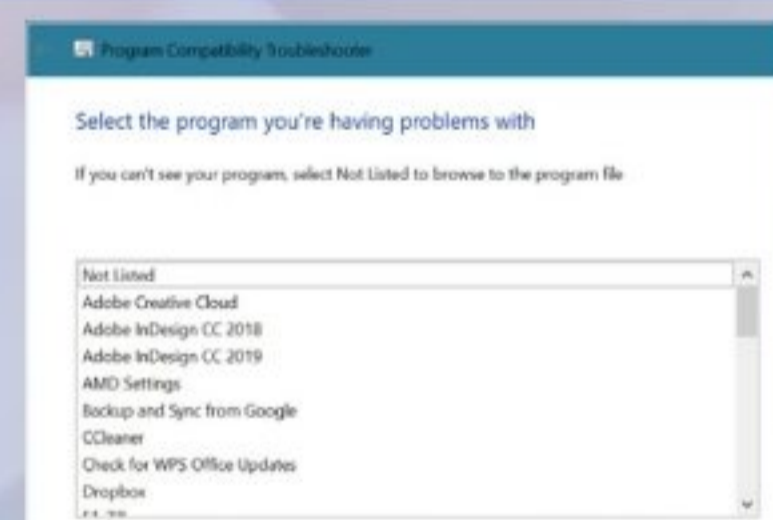 Program Compatibility Troubleshooter
Select the program you're having problems with
If you can't see your program, select Not Listed to browse to the program file
Not Listed
Adobe Creative Cloud
Adobe InDesign CC 2018
Adobe InDesign CC 2019
AMD Settings
Backup and Sync from Google
CCleaner
Check for WPS Office Updates
Dropbox